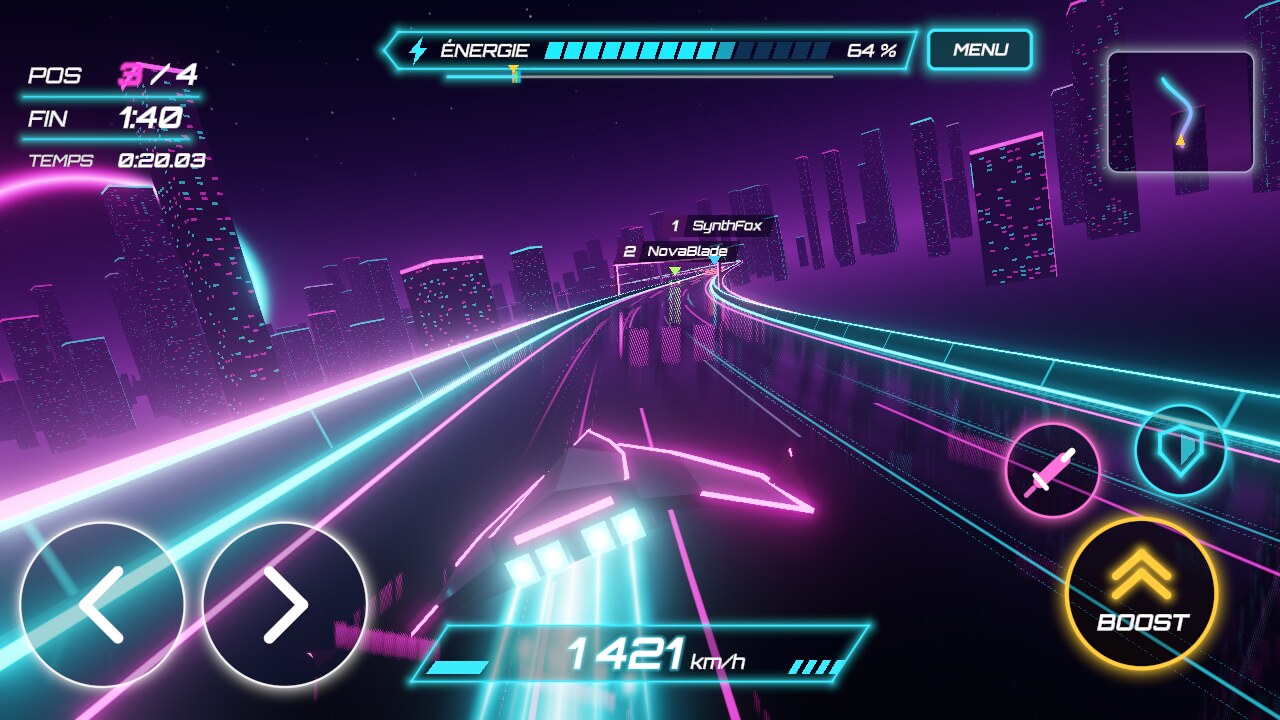 ÉNERGIE 64 %
MENU
POS 3 / 4
FIN 1:40
TEMPS 0:20.03
1 SynthFox
2 NovaBlade
BOOST
1 421 km/h